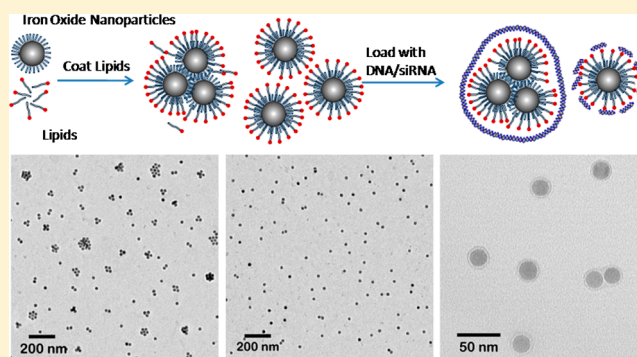 Iron Oxide Nanoparticles
Coat Lipids
Lipids
Load with
DNA/siRNA
200 nm
200 nm
50 nm